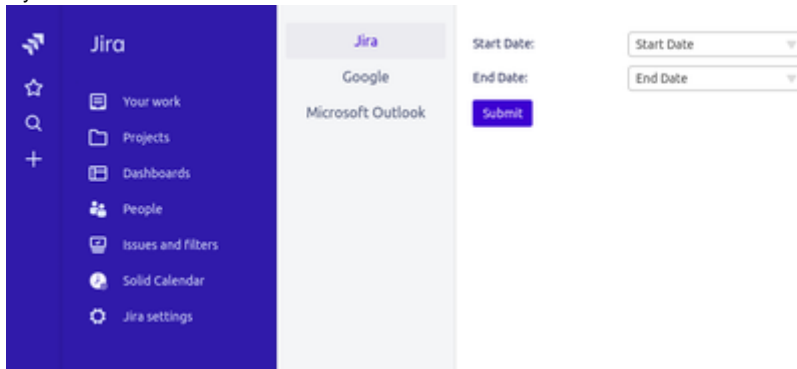 Jira
Your work
Projects
Dashboards
People
Issues and filters
Solid Calendar
Jira settings
Jira
Google
Microsoft Outlook
Start Date:
Start Date
End Date:
End Date
Submit